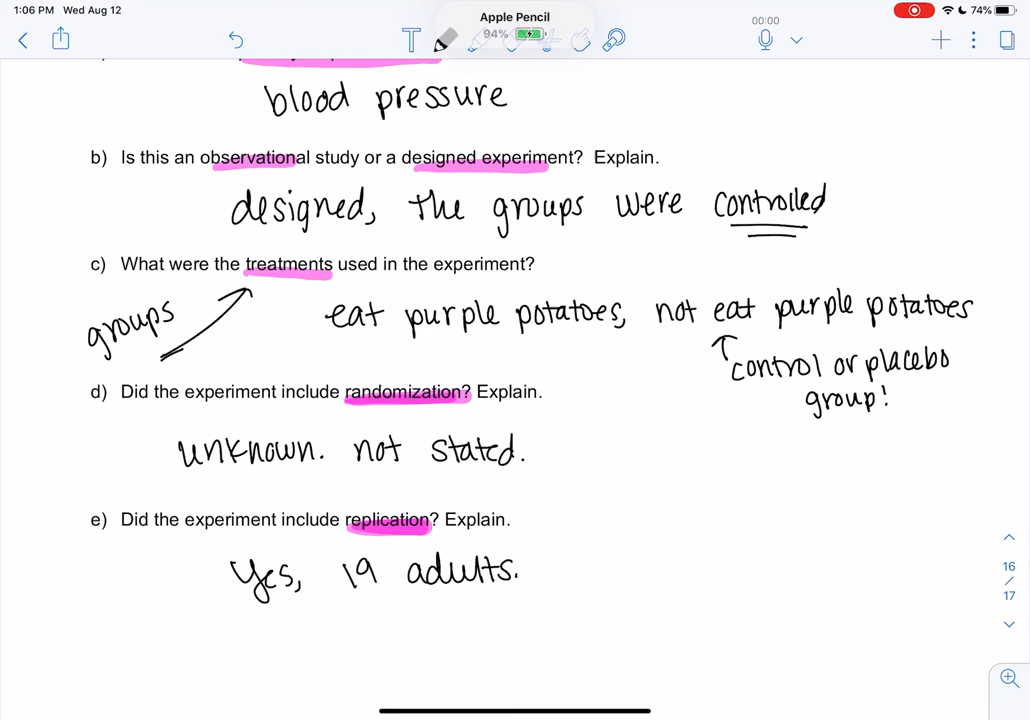 1:06 PM Wed Aug 12
Apple Pencil
94%
00:00
74%
blood pressure
b) Is this an observational study or a designed experiment? Explain.
designed, the groups were controlled
c) What were the treatments used in the experiment?
groups
eat purple potatoes, not eat purple potatoes
control or placebo
group!
d) Did the experiment include randomization? Explain.
unknown. not stated.
e) Did the experiment include replication? Explain.
Yes, 19 adults.
16
/
17